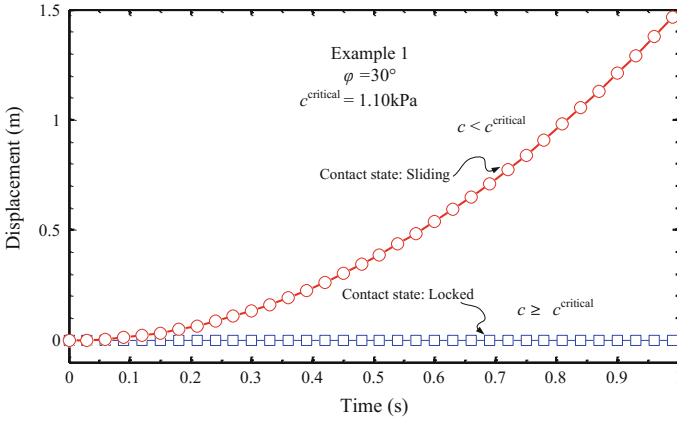 1.5
1
0.5
0
Displacement (m)
Example 1
φ =30°
c^critical = 1.10kPa
c < c^critical
Contact state: Sliding
Contact state: Locked
c ≥ c^critical
0 0.1 0.2 0.3 0.4 0.5 0.6 0.7 0.8 0.9 1
Time (s)